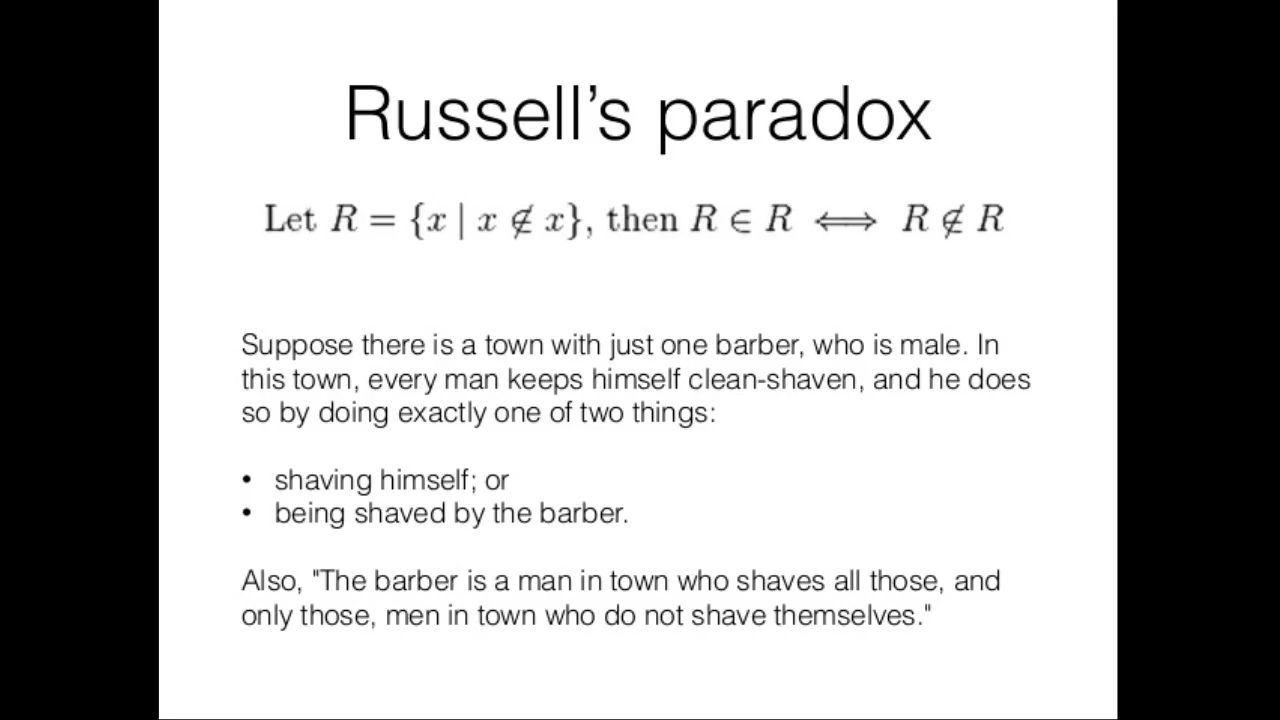 Russell’s paradox
Let R = {x | x ∉ x}, then R ∈ R ⟺ R ∉ R
Suppose there is a town with just one barber, who is male. In
this town, every man keeps himself clean-shaven, and he does
so by doing exactly one of two things:
• shaving himself; or
• being shaved by the barber.
Also, "The barber is a man in town who shaves all those, and
only those, men in town who do not shave themselves."